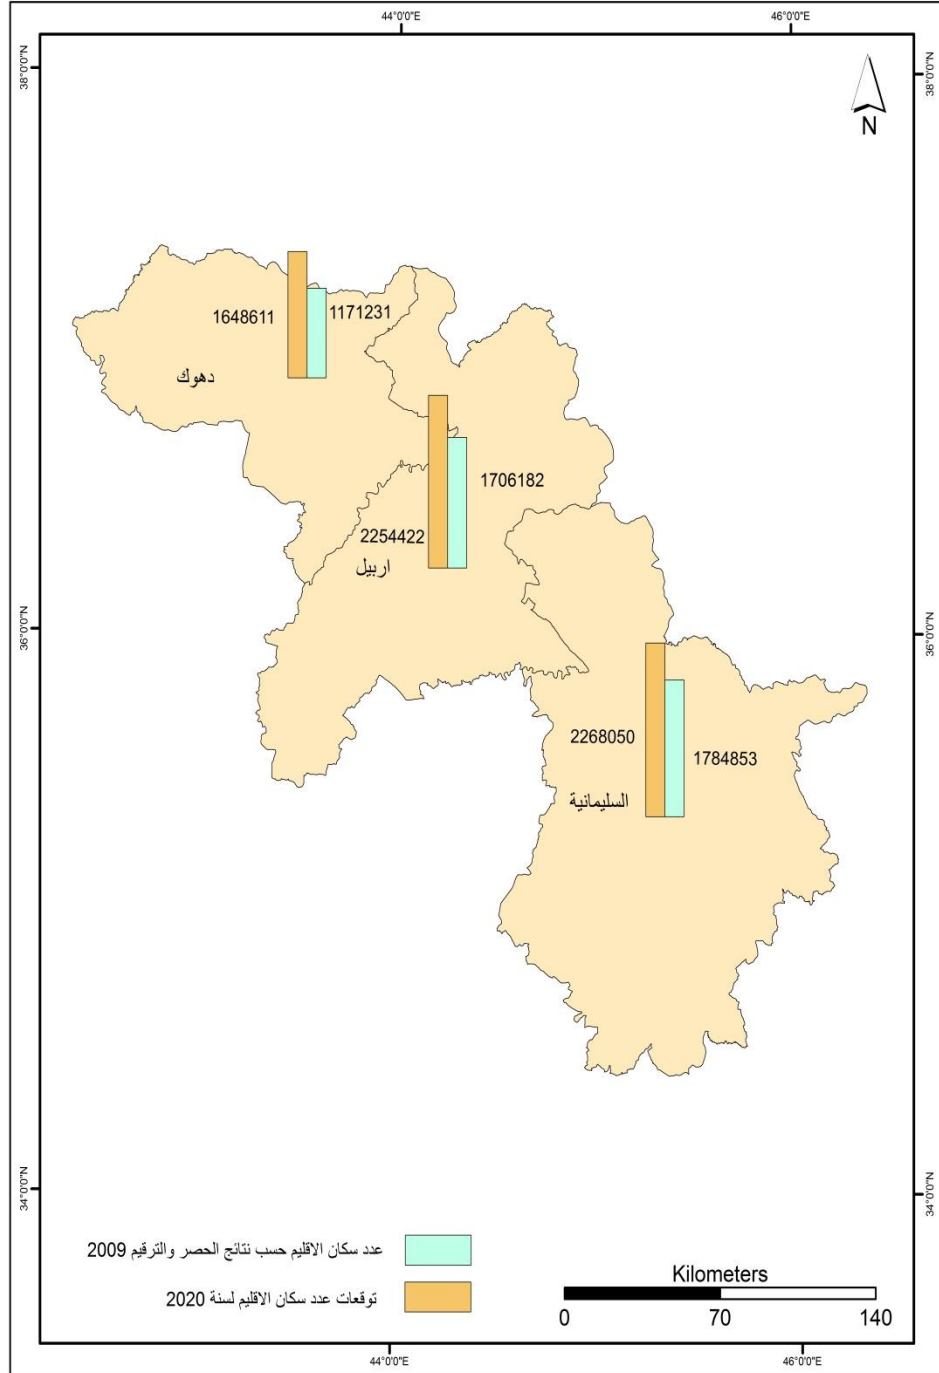 44°0'0"E
46°0'0"E
38°0'0"N
38°0'0"N
N
1648611
1171231
دهوك
1706182
2254422
اربيل
36°0'0"N
36°0'0"N
2268050
1784853
السليمانية
34°0'0"N
34°0'0"N
عدد سكان الاقليم حسب نتائج الحصر والترقيم 2009
توقعات عدد سكان الاقليم لسنة 2020
Kilometers
0 70 140
44°0'0"E
46°0'0"E